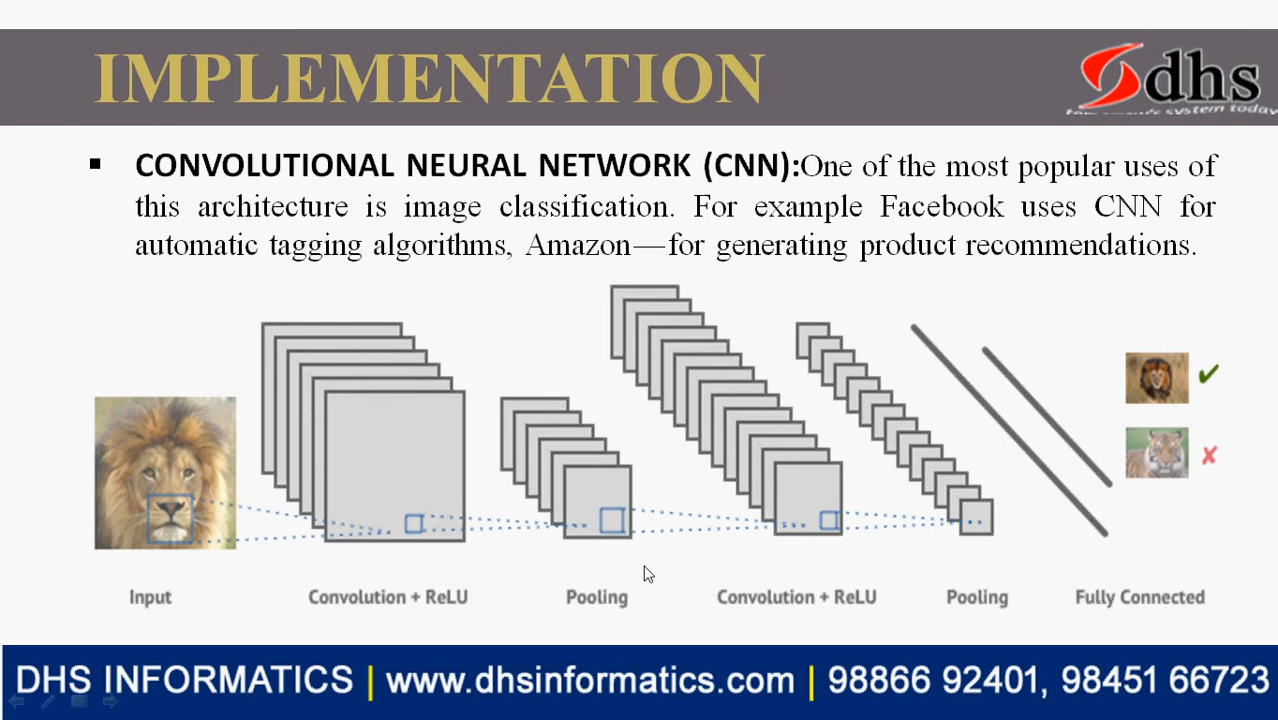 IMPLEMENTATION
dhs
system today
▪ CONVOLUTIONAL NEURAL NETWORK (CNN):One of the most popular uses of
this architecture is image classification. For example Facebook uses CNN for
automatic tagging algorithms, Amazon—for generating product recommendations.
Input
Convolution + ReLU
Pooling
Convolution + ReLU
Pooling
Fully Connected
DHS INFORMATICS | www.dhsinformatics.com | 98866 92401, 98451 66723